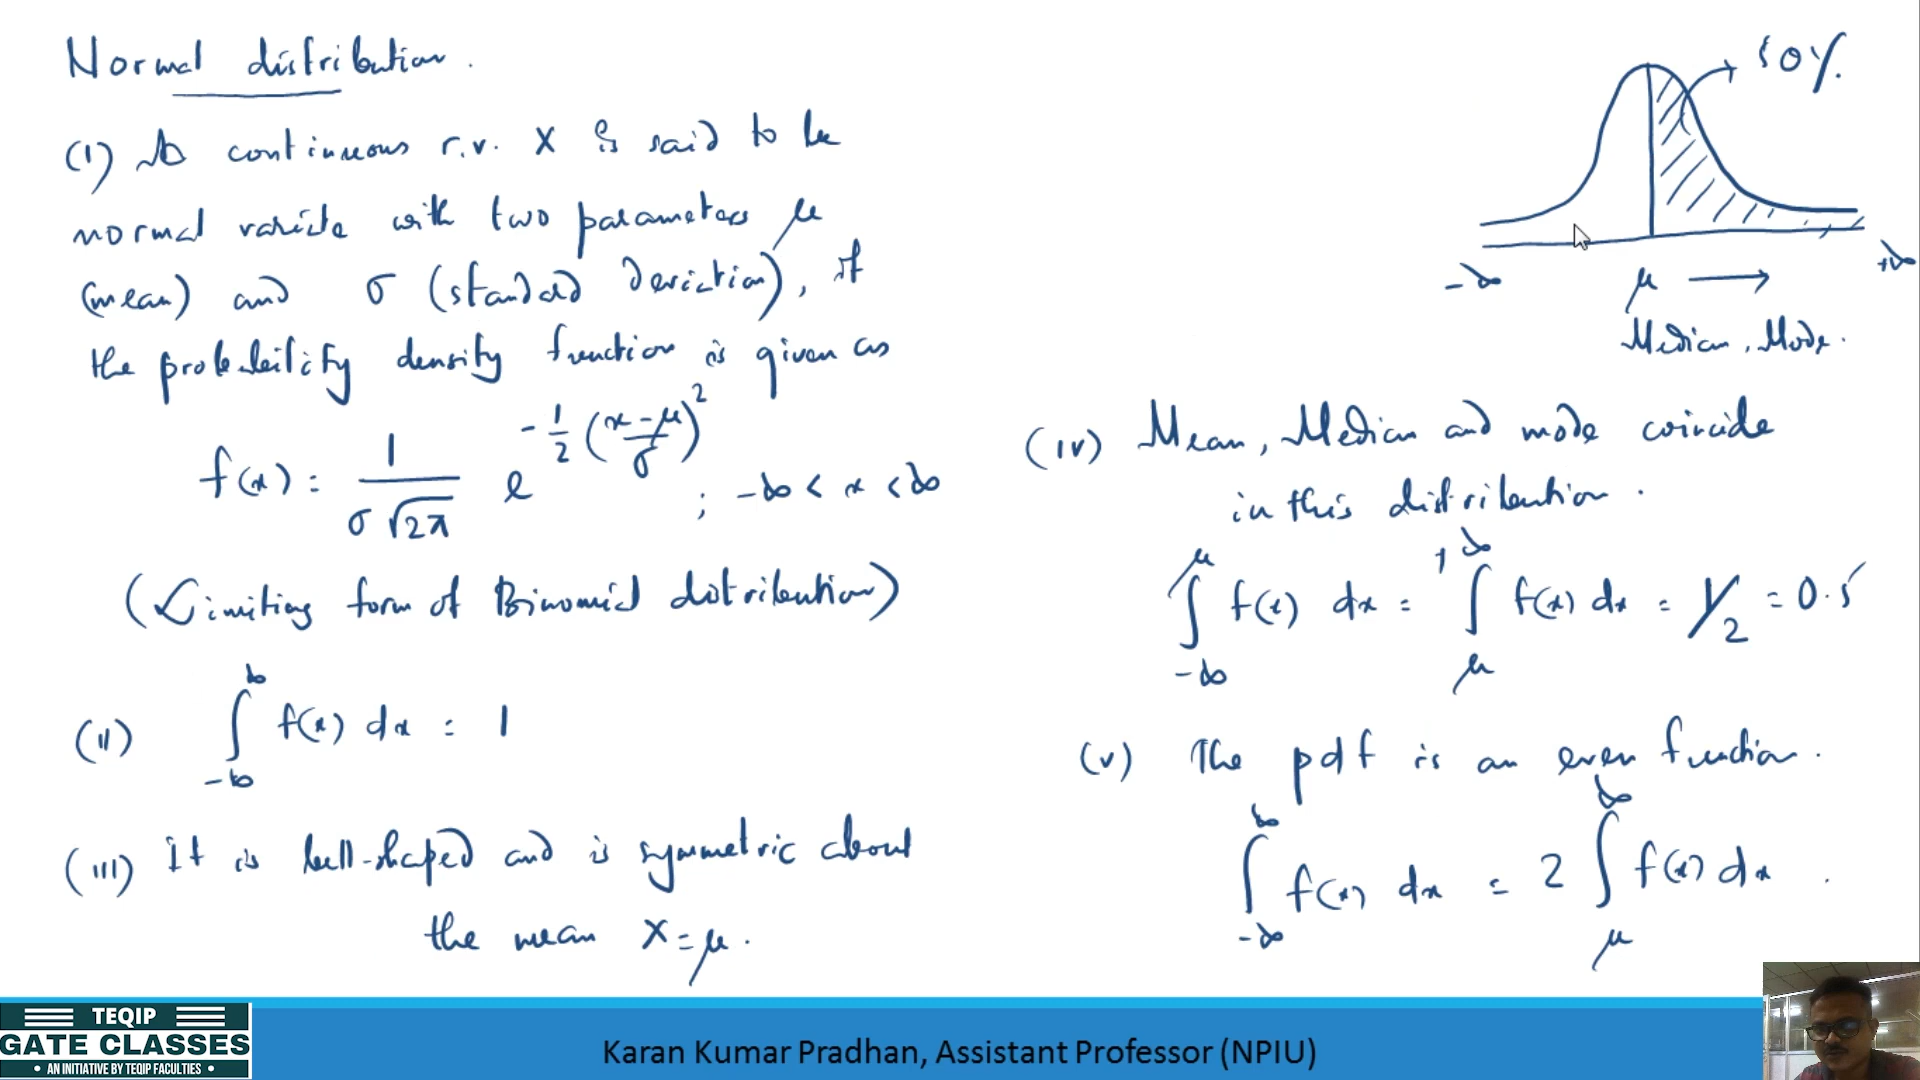 Normal distribution.
(i) A continuous r.v. X is said to be
normal variate with two parameters μ
(mean) and σ (standard deviation), if
the probability density function is given as
f(x) = 1/(σ√2π) e^(-1/2 ((x-μ)/σ)^2) ; -∞ < x < ∞
(Limiting form of Binomial distribution)
(ii) ∫_{-∞}^{∞} f(x) dx = 1
(iii) It is bell-shaped and is symmetric about
the mean X = μ.
50%
-∞ μ → +∞
Median, Mode.
(iv) Mean, Median and mode coincide
in this distribution.
∫_{-∞}^{μ} f(x) dx = ∫_{μ}^{+∞} f(x) dx = 1/2 = 0.5
(v) The pdf is an even function.
∫_{-∞}^{∞} f(x) dx = 2 ∫_{μ}^{∞} f(x) dx.
TEQIP
GATE CLASSES
• AN INITIATIVE BY TEQIP FACULTIES •
Karan Kumar Pradhan, Assistant Professor (NPIU)